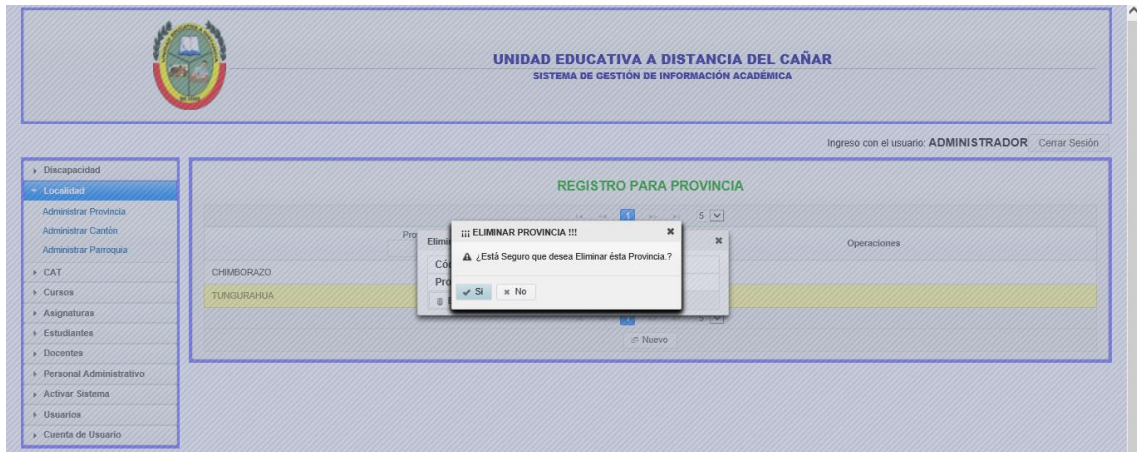 UNIDAD EDUCATIVA A DISTANCIA DEL CAÑAR
SISTEMA DE GESTIÓN DE INFORMACIÓN ACADÉMICA
Ingreso con el usuario: ADMINISTRADOR Cerrar Sesión
Discapacidad
Localidad
Administrar Provincia
Administrar Cantón
Administrar Parroquia
CAT
Cursos
Asignaturas
Estudiantes
Docentes
Personal Administrativo
Activar Sistema
Usuarios
Cuenta de Usuario
REGISTRO PARA PROVINCIA
1 5
Operaciones
CHIMBORAZO
TUNGURAHUA
¡¡¡ ELIMINAR PROVINCIA !!!
¿Está Seguro que desea Eliminar ésta Provincia.?
Si No
1 5
Nuevo